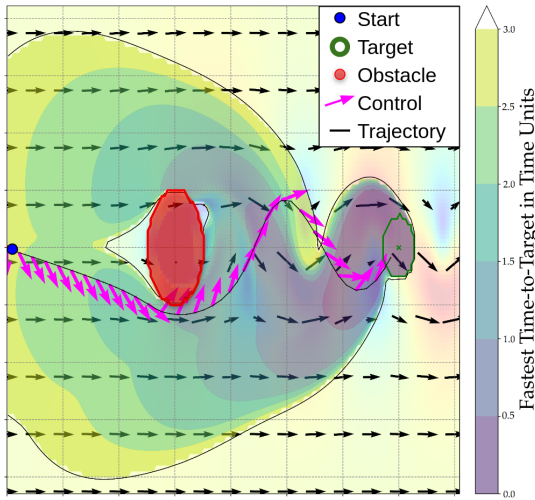 Start
Target
Obstacle
Control
Trajectory
3.0
2.5
2.0
1.5
1.0
0.5
0.0
Fastest Time-to-Target in Time Units